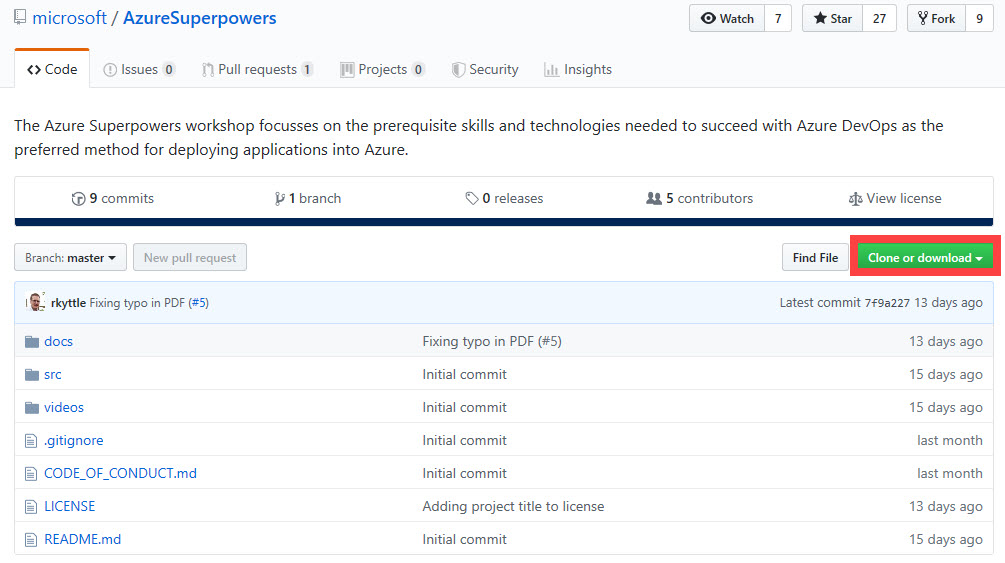 microsoft / AzureSuperpowers Watch 7 Star 27 Fork 9
Code Issues 0 Pull requests 1 Projects 0 Security Insights
The Azure Superpowers workshop focusses on the prerequisite skills and technologies needed to succeed with Azure DevOps as the
preferred method for deploying applications into Azure.
9 commits 1 branch 0 releases 5 contributors View license
Branch: master New pull request Find File Clone or download
rkyttle Fixing typo in PDF (#5) Latest commit 7f9a227 13 days ago
docs Fixing typo in PDF (#5) 13 days ago
src Initial commit 15 days ago
videos Initial commit 15 days ago
.gitignore Initial commit last month
CODE_OF_CONDUCT.md Initial commit last month
LICENSE Adding project title to license 13 days ago
README.md Initial commit 15 days ago